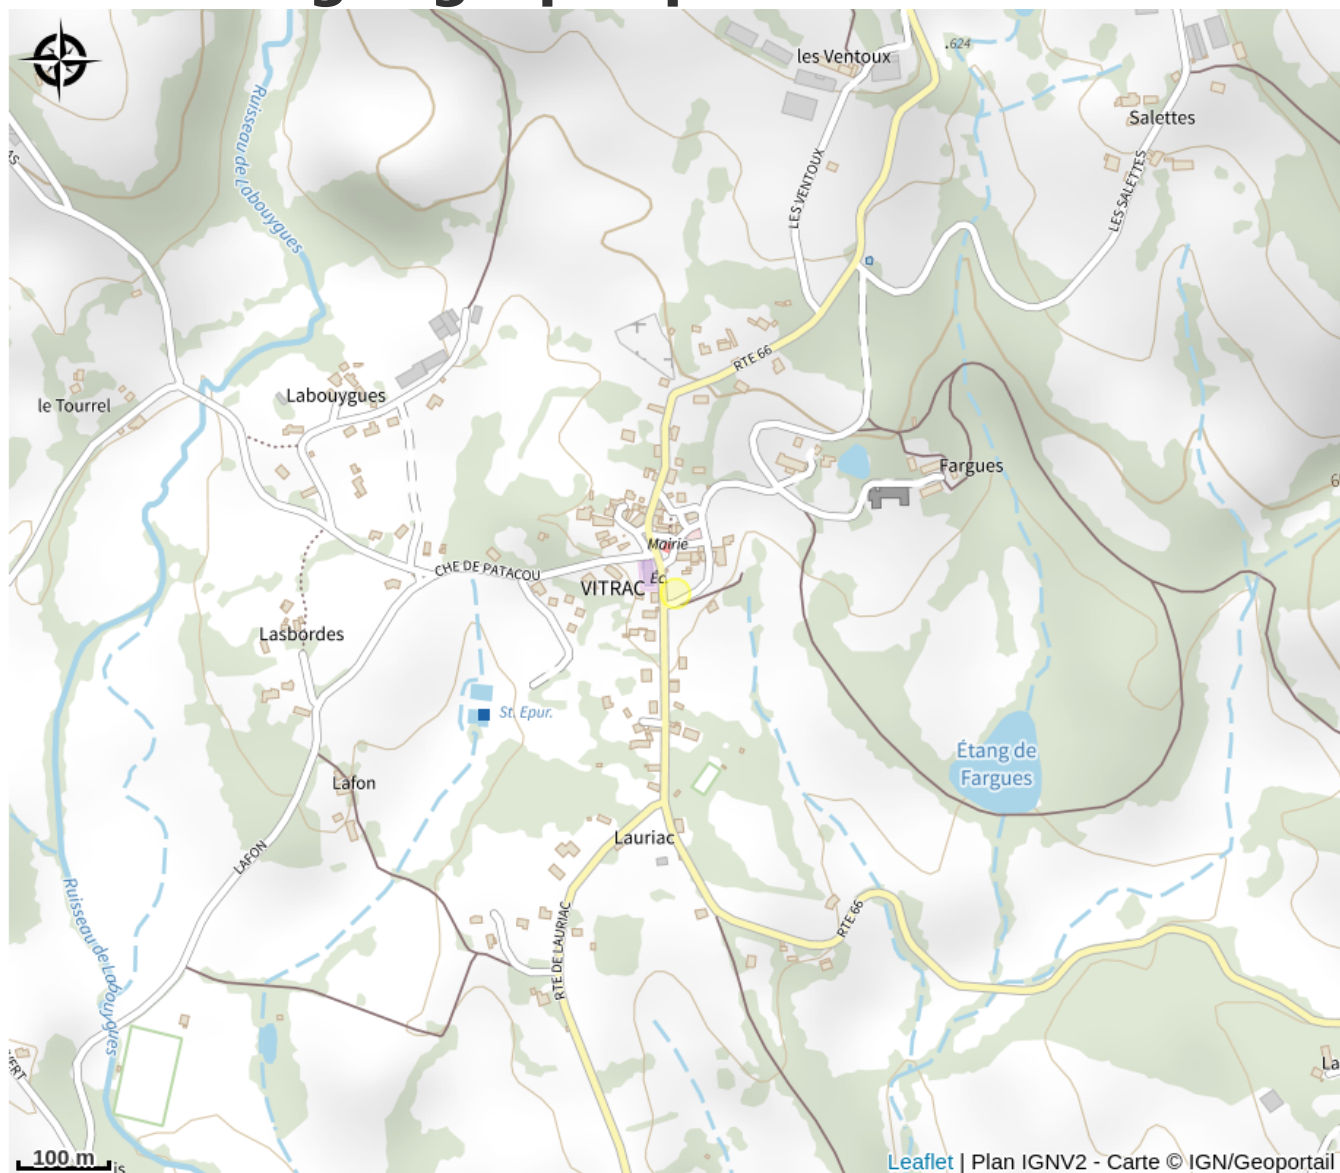 624
les Ventoux
Salettes
Ruisseau de Labouygues
LES VENTOUX
LES SALETTES
RTE 66
Labouygues
le Tourrel
Fargues
Mairie
CHE DE PATACOU
Éc.
VITRAC
Lasbordes
St. Epur.
Étang de
Fargues
Lafon
Lauriac
LAFON
Ruisseau de Labouygues
RTE DE LAURIAC
RTE 66
La
100 m
is
Leaflet | Plan IGNV2 - Carte © IGN/Geoportail